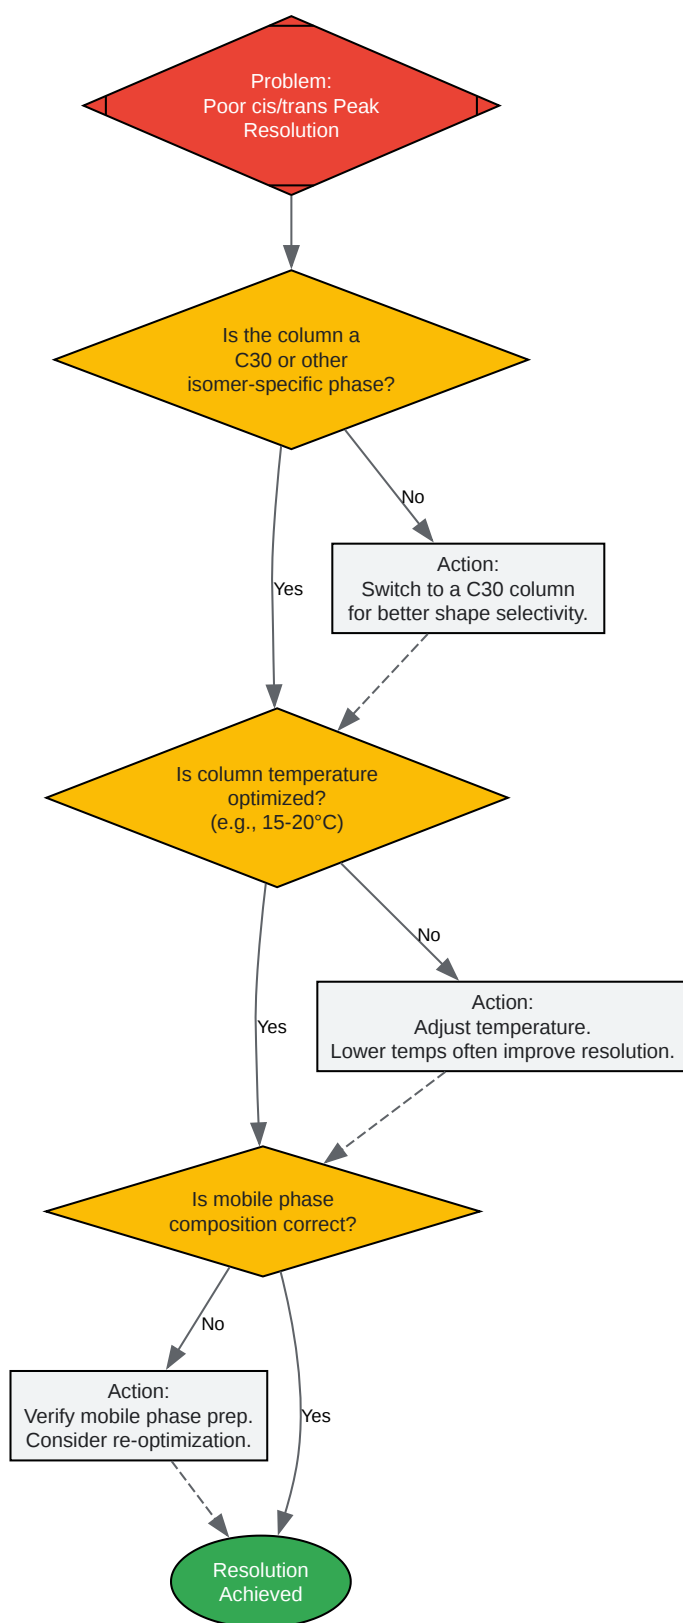 Problem:
Poor cis/trans Peak
Resolution
Is the column a
C30 or other
isomer-specific phase?
No
Action:
Switch to a C30 column
for better shape selectivity.
Yes
Is column temperature
optimized?
(e.g., 15-20°C)
No
Action:
Adjust temperature.
Lower temps often improve resolution.
Yes
Is mobile phase
composition correct?
No
Action:
Verify mobile phase prep.
Consider re-optimization.
Yes
Resolution
Achieved